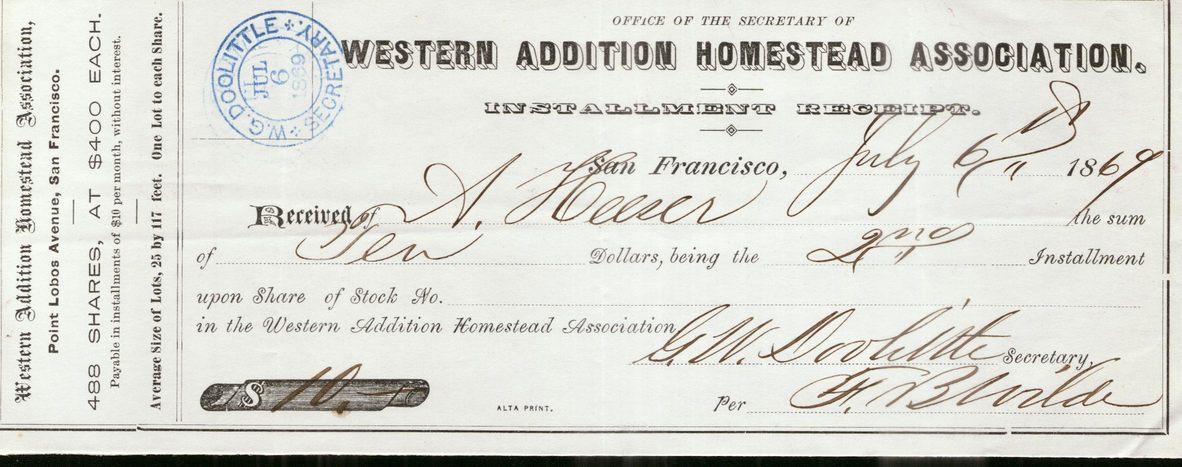 Western Addition Homestead Association,
Point Lobos Avenue, San Francisco.
488 SHARES, AT $400 EACH.
Payable in installments of $10 per month, without interest.
Average Size of Lots, 25 by 117 feet. One Lot to each Share.
W.G. DOOLITTLE SECRETARY.
JUL
6
1869
OFFICE OF THE SECRETARY OF
WESTERN ADDITION HOMESTEAD ASSOCIATION.
INSTALLMENT RECEIPT.
San Francisco, July 6th 1869
Received of A. Heeser the sum
of Ten Dollars, being the 2nd Installment
upon Share of Stock No.
in the Western Addition Homestead Association
G.W. Doolittle Secretary,
$10.
ALTA PRINT.
Per F. B Wilde